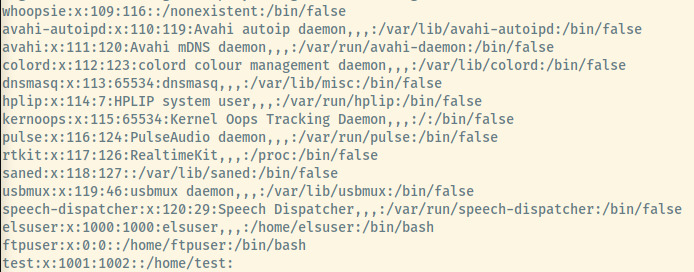 whoopsie:x:109:116::/nonexistent:/bin/false
avahi-autoipd:x:110:119:Avahi autoip daemon,,,:/var/lib/avahi-autoipd:/bin/false
avahi:x:111:120:Avahi mDNS daemon,,,:/var/run/avahi-daemon:/bin/false
colord:x:112:123:colord colour management daemon,,,:/var/lib/colord:/bin/false
dnsmasq:x:113:65534:dnsmasq,,,:/var/lib/misc:/bin/false
hplip:x:114:7:HPLIP system user,,,:/var/run/hplip:/bin/false
kernoops:x:115:65534:Kernel Oops Tracking Daemon,,,:/:/bin/false
pulse:x:116:124:PulseAudio daemon,,,:/var/run/pulse:/bin/false
rtkit:x:117:126:RealtimeKit,,,:/proc:/bin/false
saned:x:118:127::/var/lib/saned:/bin/false
usbmux:x:119:46:usbmux daemon,,,:/var/lib/usbmux:/bin/false
speech-dispatcher:x:120:29:Speech Dispatcher,,,:/var/run/speech-dispatcher:/bin/false
elsuser:x:1000:1000:elsuser,,,:/home/elsuser:/bin/bash
ftpuser:x:0:0::/home/ftpuser:/bin/bash
test:x:1001:1002::/home/test: